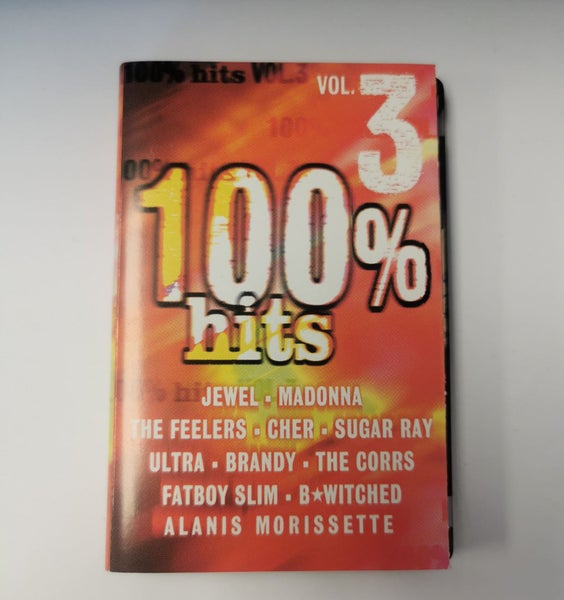 100% hits VOL.3
VOL. 3
100% hits
JEWEL • MADONNA
THE FEELERS • CHER • SUGAR RAY
ULTRA • BRANDY • THE CORRS
FATBOY SLIM • B★WITCHED
ALANIS MORISSETTE